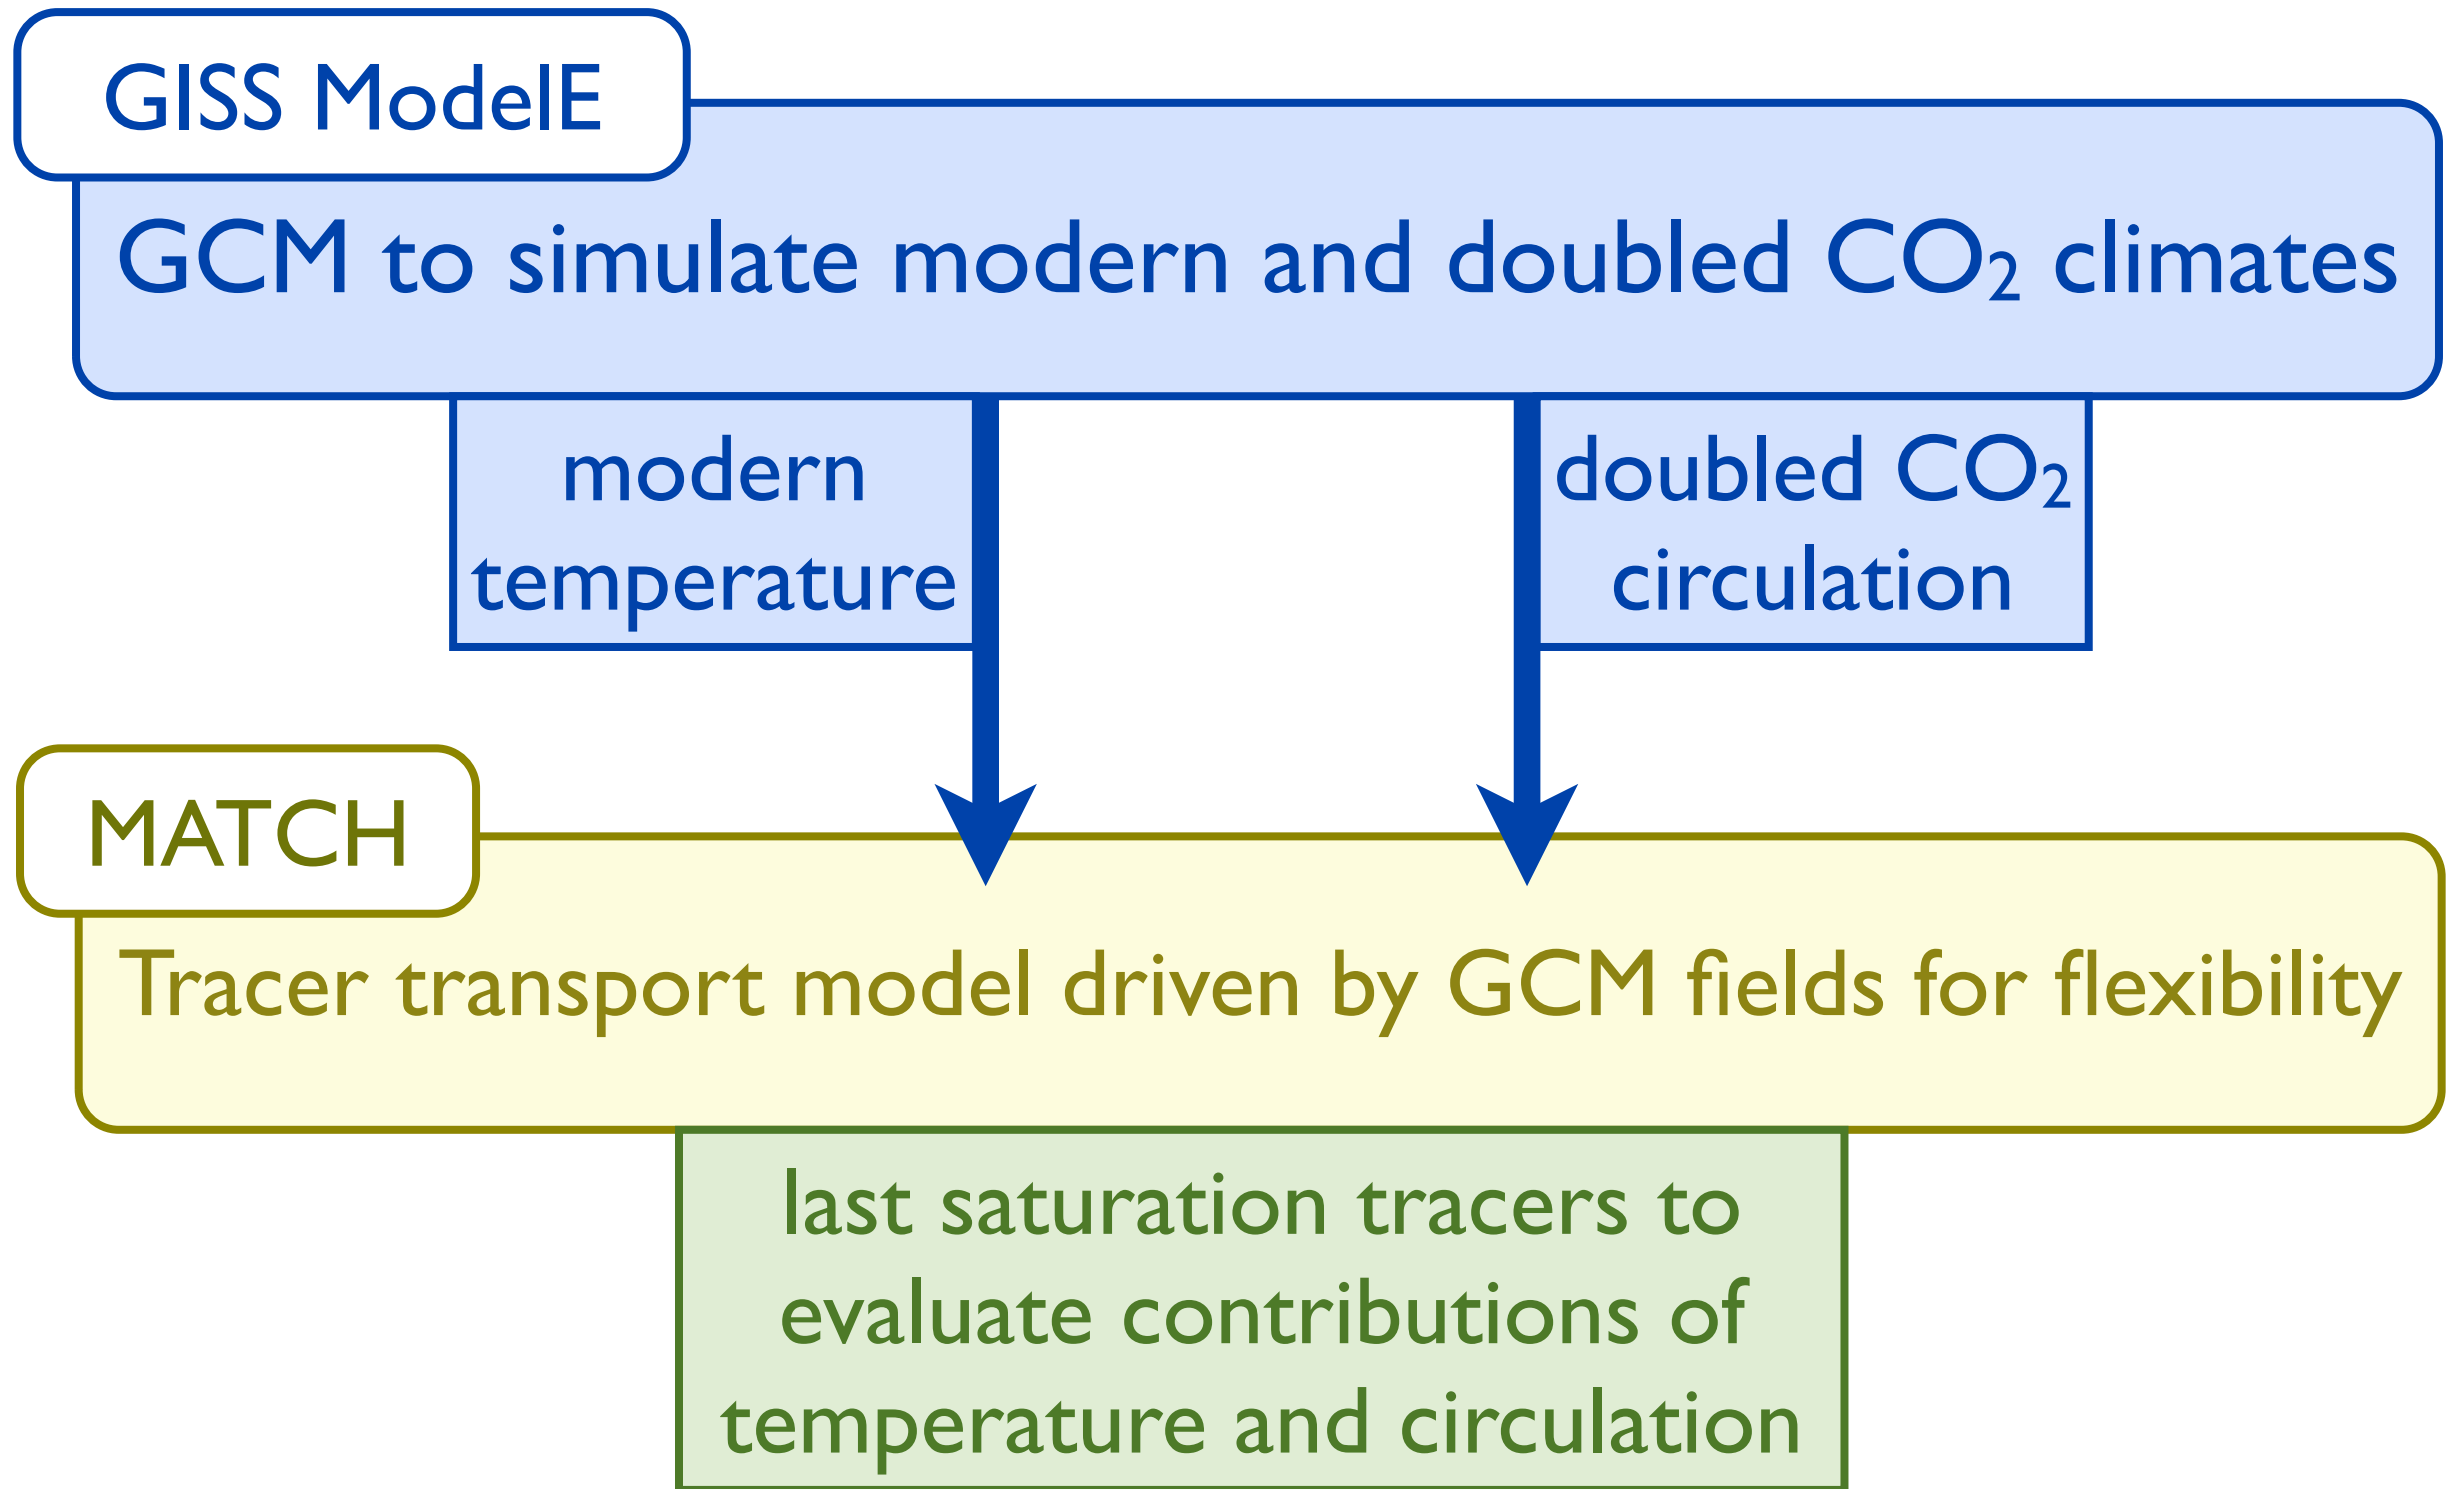 GISS ModelE
GCM to simulate modern and doubled CO₂ climates
modern
temperature
doubled CO₂
circulation
MATCH
Tracer transport model driven by GCM fields for flexibility
last saturation tracers to
evaluate contributions of
temperature and circulation